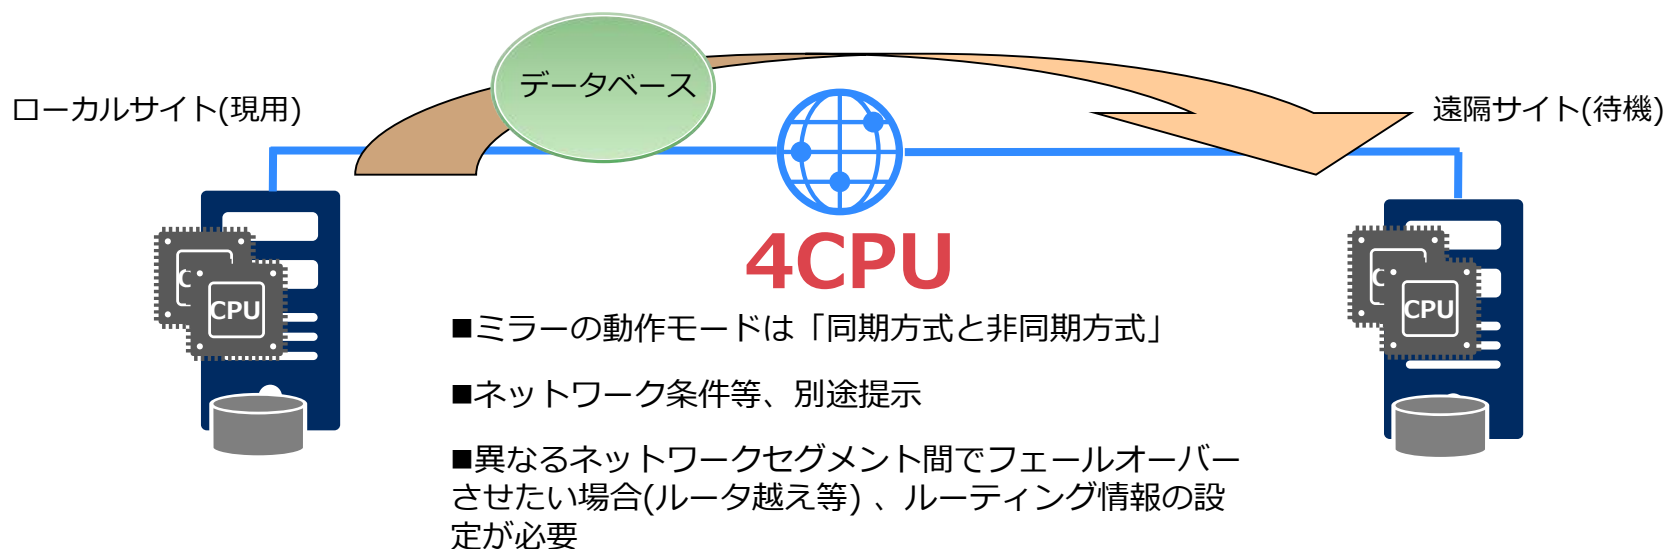 データベース
ローカルサイト(現用)
遠隔サイト(待機)
4CPU
C
CPU
C
CPU
■ミラーの動作モードは「同期方式と非同期方式」
■ネットワーク条件等、別途提示
■異なるネットワークセグメント間でフェールオーバー
させたい場合(ルータ越え等) 、ルーティング情報の設
定が必要